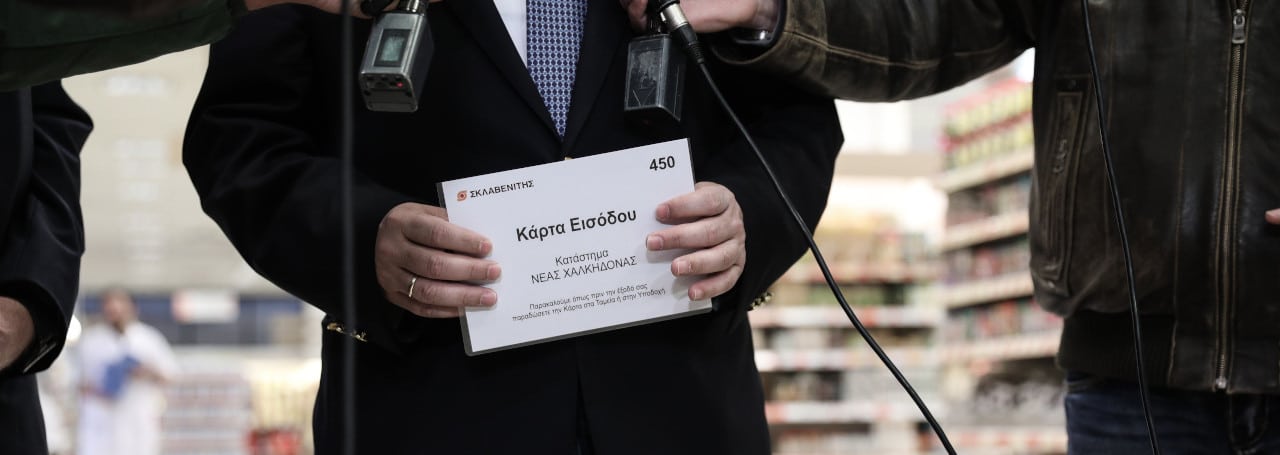 450
ΣΚΛΑΒΕΝΙΤΗΣ
Κάρτα Εισόδου
Κατάστημα
ΝΕΑΣ ΧΑΛΚΗΔΟΝΑΣ
Παρακαλούμε όπως πριν την έξοδό σας
παραδώσετε την Κάρτα στα Ταμεία ή στην Υποδοχή